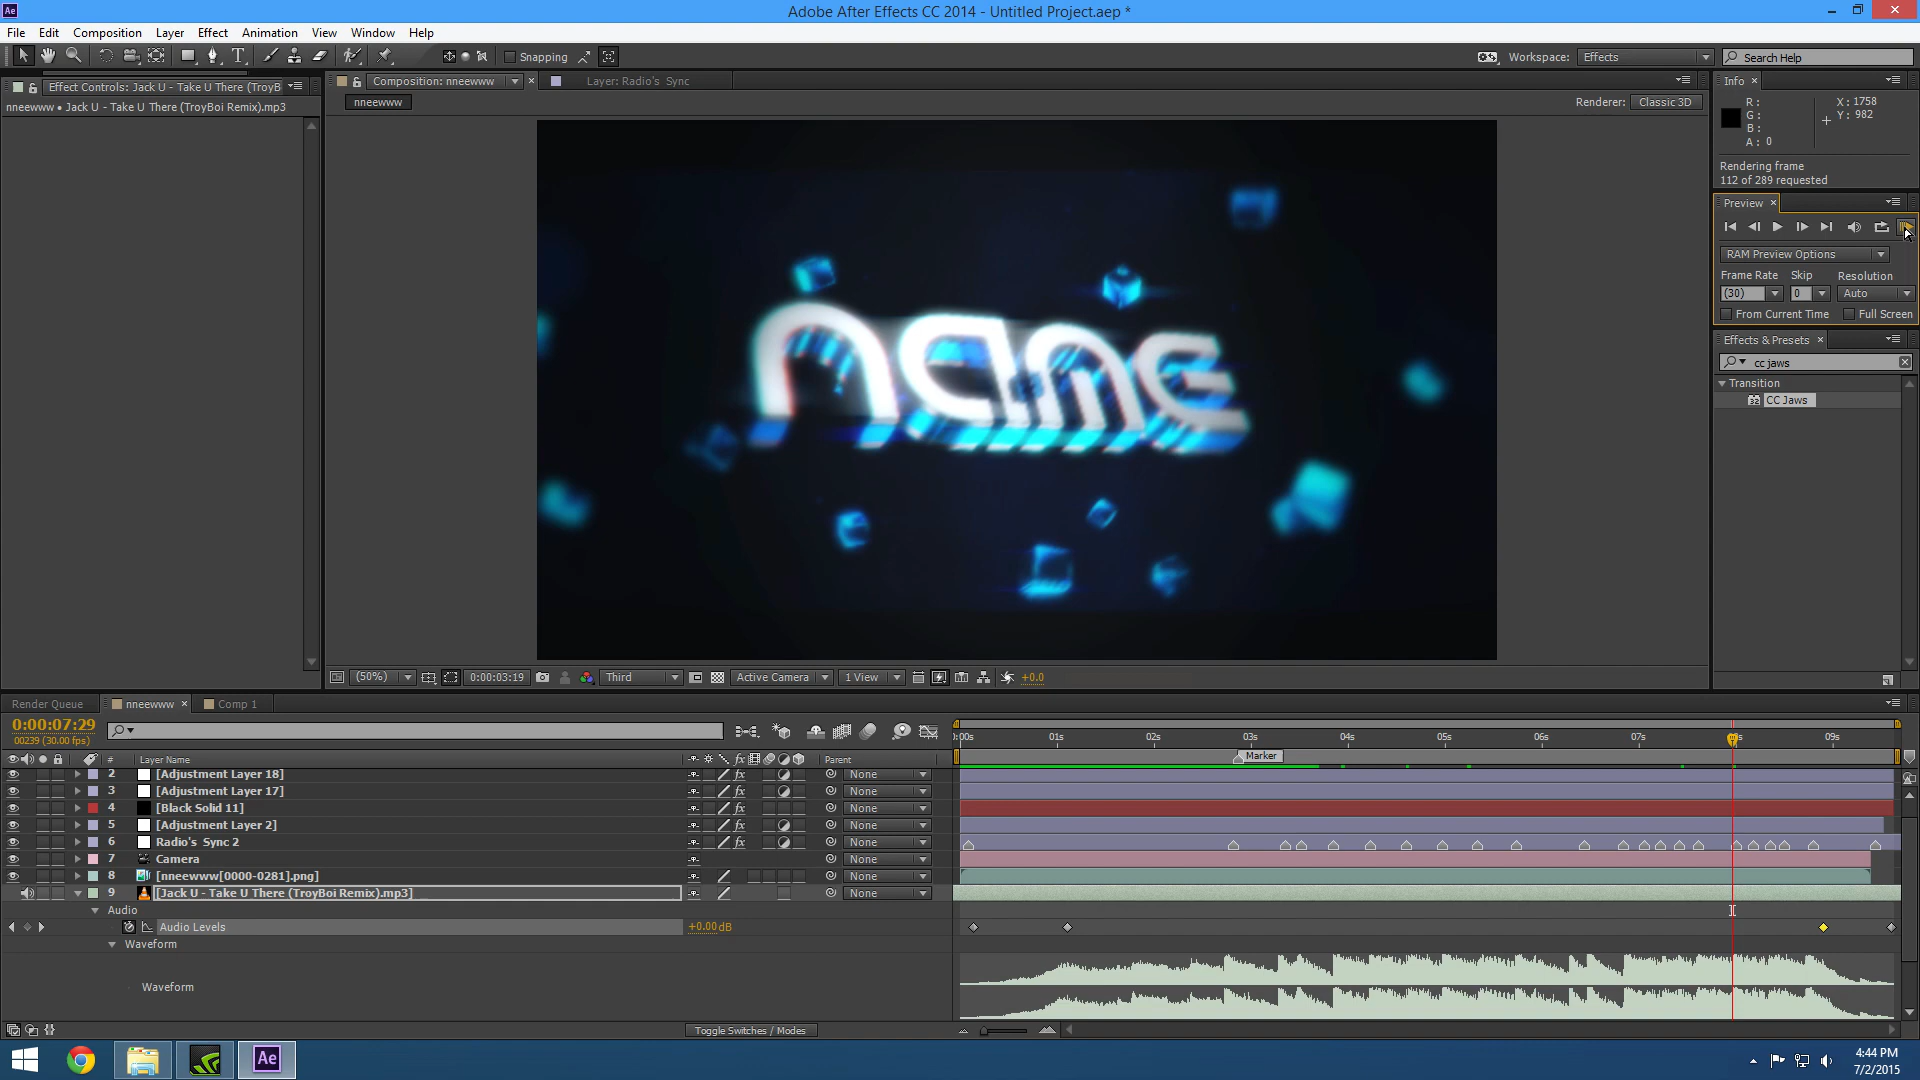 Ae
Adobe After Effects CC 2014 - Untitled Project.aep *
File Edit Composition Layer Effect Animation View Window Help
Snapping
Workspace: Effects
Search Help
Effect Controls: Jack U - Take U There (TroyB
nneewww • Jack U - Take U There (TroyBoi Remix).mp3
Composition: nneewww
Layer: Radio's Sync
nneewww
Renderer: Classic 3D
Info
R :
G :
B :
A : 0
X : 1758
Y : 982
Rendering frame
112 of 289 requested
Preview
RAM Preview Options
Frame Rate Skip Resolution
(30) 0 Auto
From Current Time Full Screen
Effects & Presets
cc jaws
Transition
32 CC Jaws
name
(50%) 0:00:03:19 Third Active Camera 1 View +0.0
Render Queue nneewww Comp 1
0:00:07:29
00239 (30.00 fps)
# Layer Name Parent
2 [Adjustment Layer 18] fx None
3 [Adjustment Layer 17] fx None
4 [Black Solid 11] fx None
5 [Adjustment Layer 2] fx None
6 Radio's Sync 2 fx None
7 Camera None
8 [nneewww[0000-0281].png] None
9 [Jack U - Take U There (TroyBoi Remix).mp3] None
Audio
Audio Levels +0.00 dB
Waveform
Waveform
:00s 01s 02s 03s 04s 04s 05s 06s 07s 09s
Marker
Toggle Switches / Modes
Ae
4:44 PM
7/2/2015